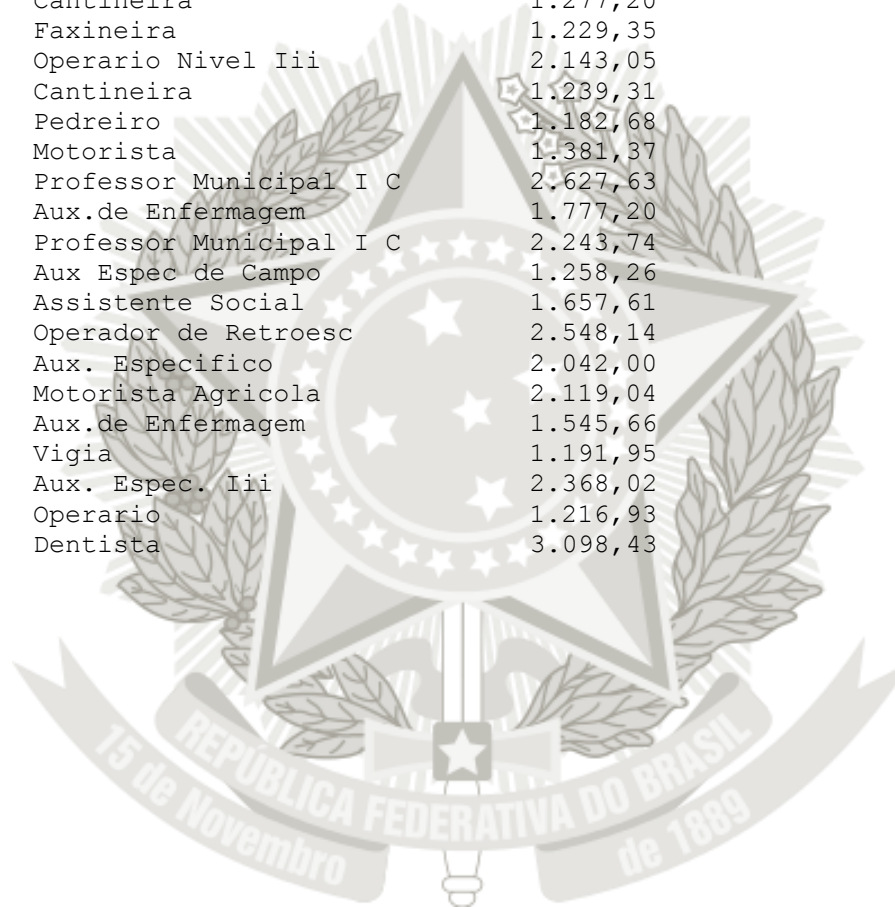 Cantineira 1.277,20
Faxineira 1.229,35
Operario Nivel Iii 2.143,05
Cantineira 1.239,31
Pedreiro 1.182,68
Motorista 1.381,37
Professor Municipal I C 2.627,63
Aux.de Enfermagem 1.777,20
Professor Municipal I C 2.243,74
Aux Espec de Campo 1.258,26
Assistente Social 1.657,61
Operador de Retroesc 2.548,14
Aux. Especifico 2.042,00
Motorista Agricola 2.119,04
Aux.de Enfermagem 1.545,66
Vigia 1.191,95
Aux. Espec. Iii 2.368,02
Operario 1.216,93
Dentista 3.098,43
REPÚBLICA FEDERATIVA DO BRASIL
15 de Novembro de 1889